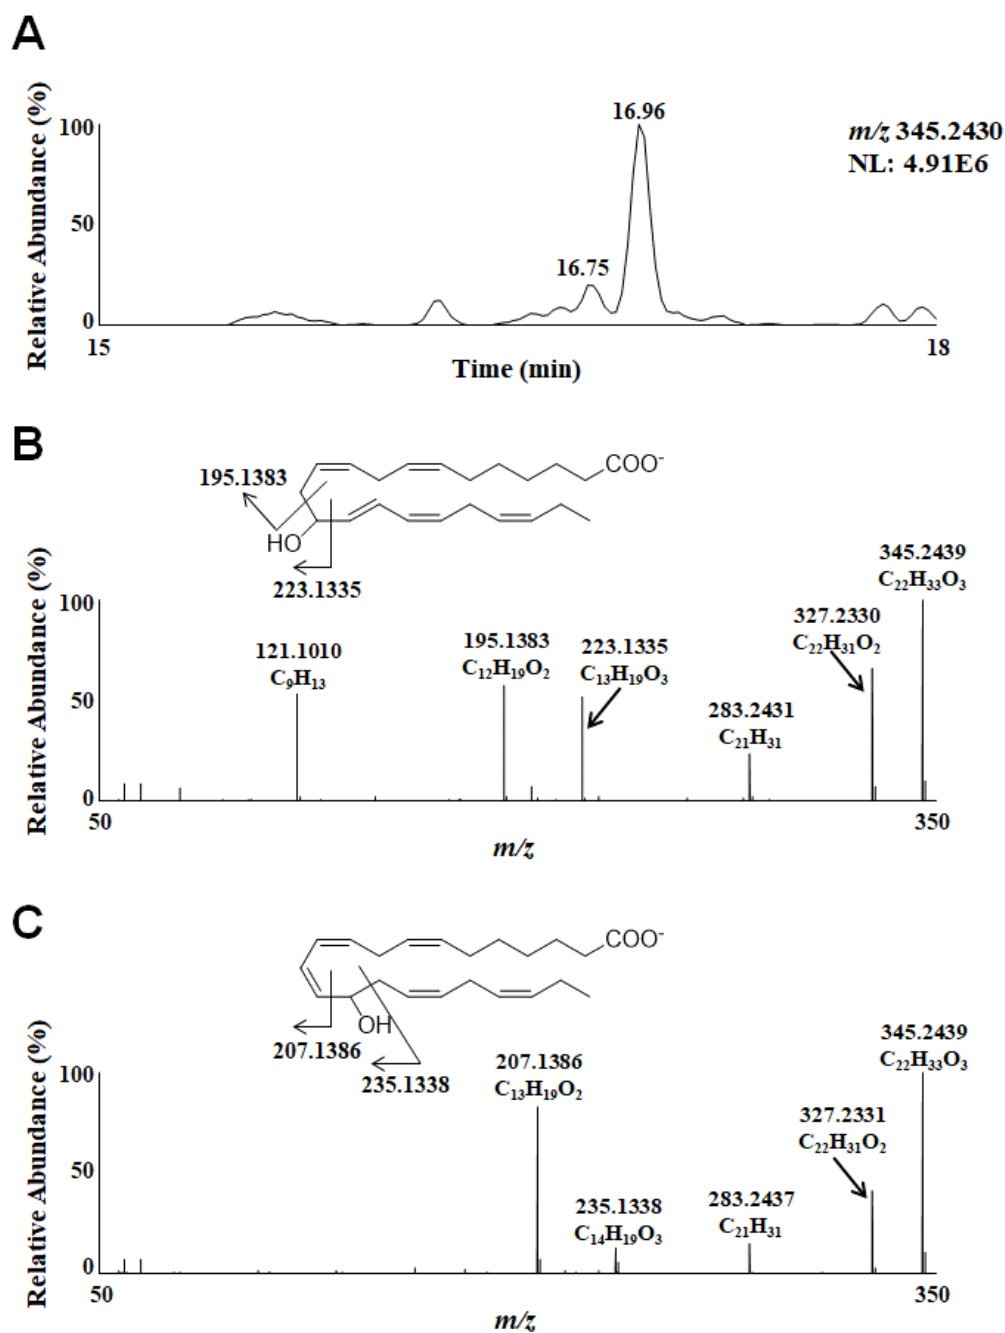 A
Relative Abundance (%)
100
50
0
16.96
16.75
m/z 345.2430
NL: 4.91E6
15
18
Time (min)
B
195.1383
COO⁻
HO
223.1335
Relative Abundance (%)
100
50
0
121.1010
C₉H₁₃
195.1383
C₁₂H₁₉O₂
223.1335
C₁₃H₁₉O₃
283.2431
C₂₁H₃₁
327.2330
C₂₂H₃₁O₂
345.2439
C₂₂H₃₃O₃
50
350
m/z
C
COO⁻
OH
207.1386
235.1338
Relative Abundance (%)
100
50
0
207.1386
C₁₃H₁₉O₂
235.1338
C₁₄H₁₉O₃
283.2437
C₂₁H₃₁
327.2331
C₂₂H₃₁O₂
345.2439
C₂₂H₃₃O₃
50
350
m/z